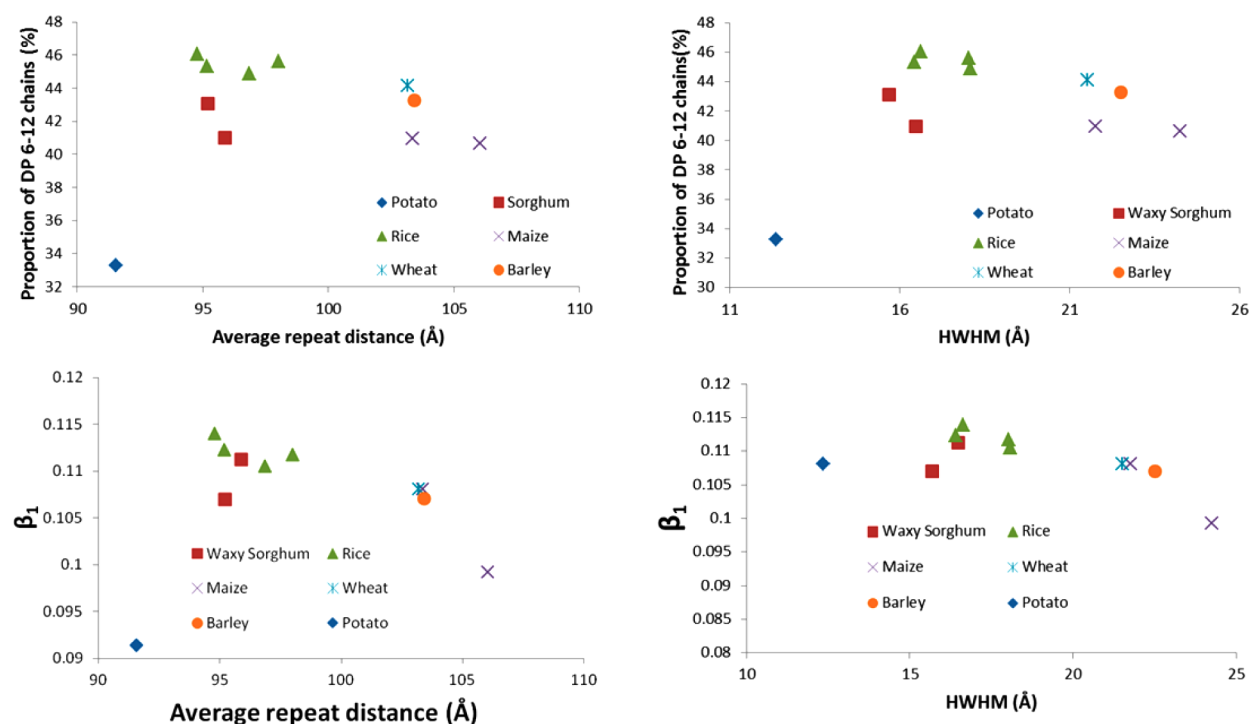 Proportion of DP 6-12 chains (%)
48
46
44
42
40
38
36
34
32
90
95
100
105
110
Average repeat distance (Å)
Potato
Sorghum
Rice
Maize
Wheat
Barley
Proportion of DP 6-12 chains(%)
48
46
44
42
40
38
36
34
32
30
11
16
21
26
HWHM (Å)
Potato
Waxy Sorghum
Rice
Maize
Wheat
Barley
β₁
0.12
0.115
0.11
0.105
0.1
0.095
0.09
90
95
100
105
110
Average repeat distance (Å)
Waxy Sorghum
Rice
Maize
Wheat
Barley
Potato
β₁
0.12
0.115
0.11
0.105
0.1
0.095
0.09
0.085
0.08
10
15
20
25
HWHM (Å)
Waxy Sorghum
Rice
Maize
Wheat
Barley
Potato